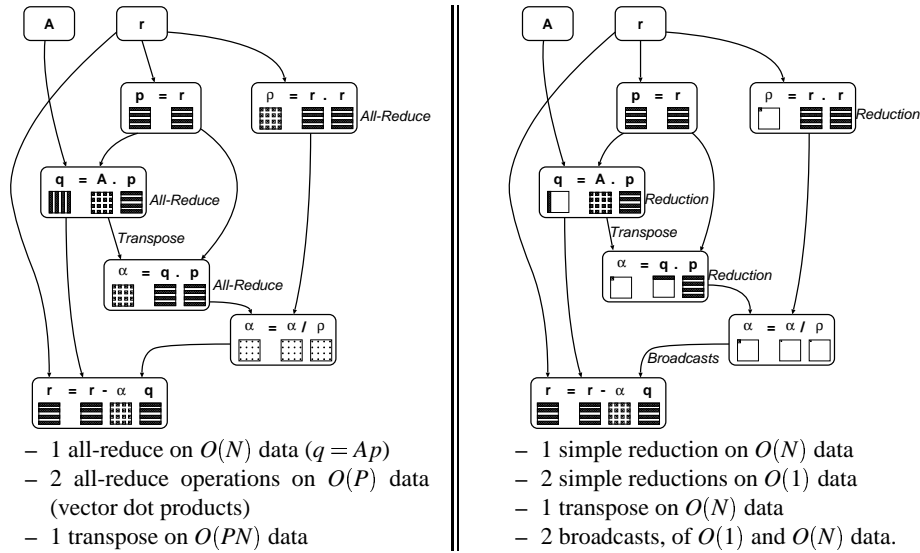 A
r
p = r
ρ = r . r
All-Reduce
q = A . p
All-Reduce
Transpose
α = q . p
All-Reduce
α = α / ρ
r = r - α q
– 1 all-reduce on O(N) data (q = Ap)
– 2 all-reduce operations on O(P) data
(vector dot products)
– 1 transpose on O(PN) data
A
r
p = r
ρ = r . r
Reduction
q = A . p
Reduction
Transpose
α = q . p
Reduction
α = α / ρ
Broadcasts
r = r - α q
– 1 simple reduction on O(N) data
– 2 simple reductions on O(1) data
– 1 transpose on O(N) data
– 2 broadcasts, of O(1) and O(N) data.